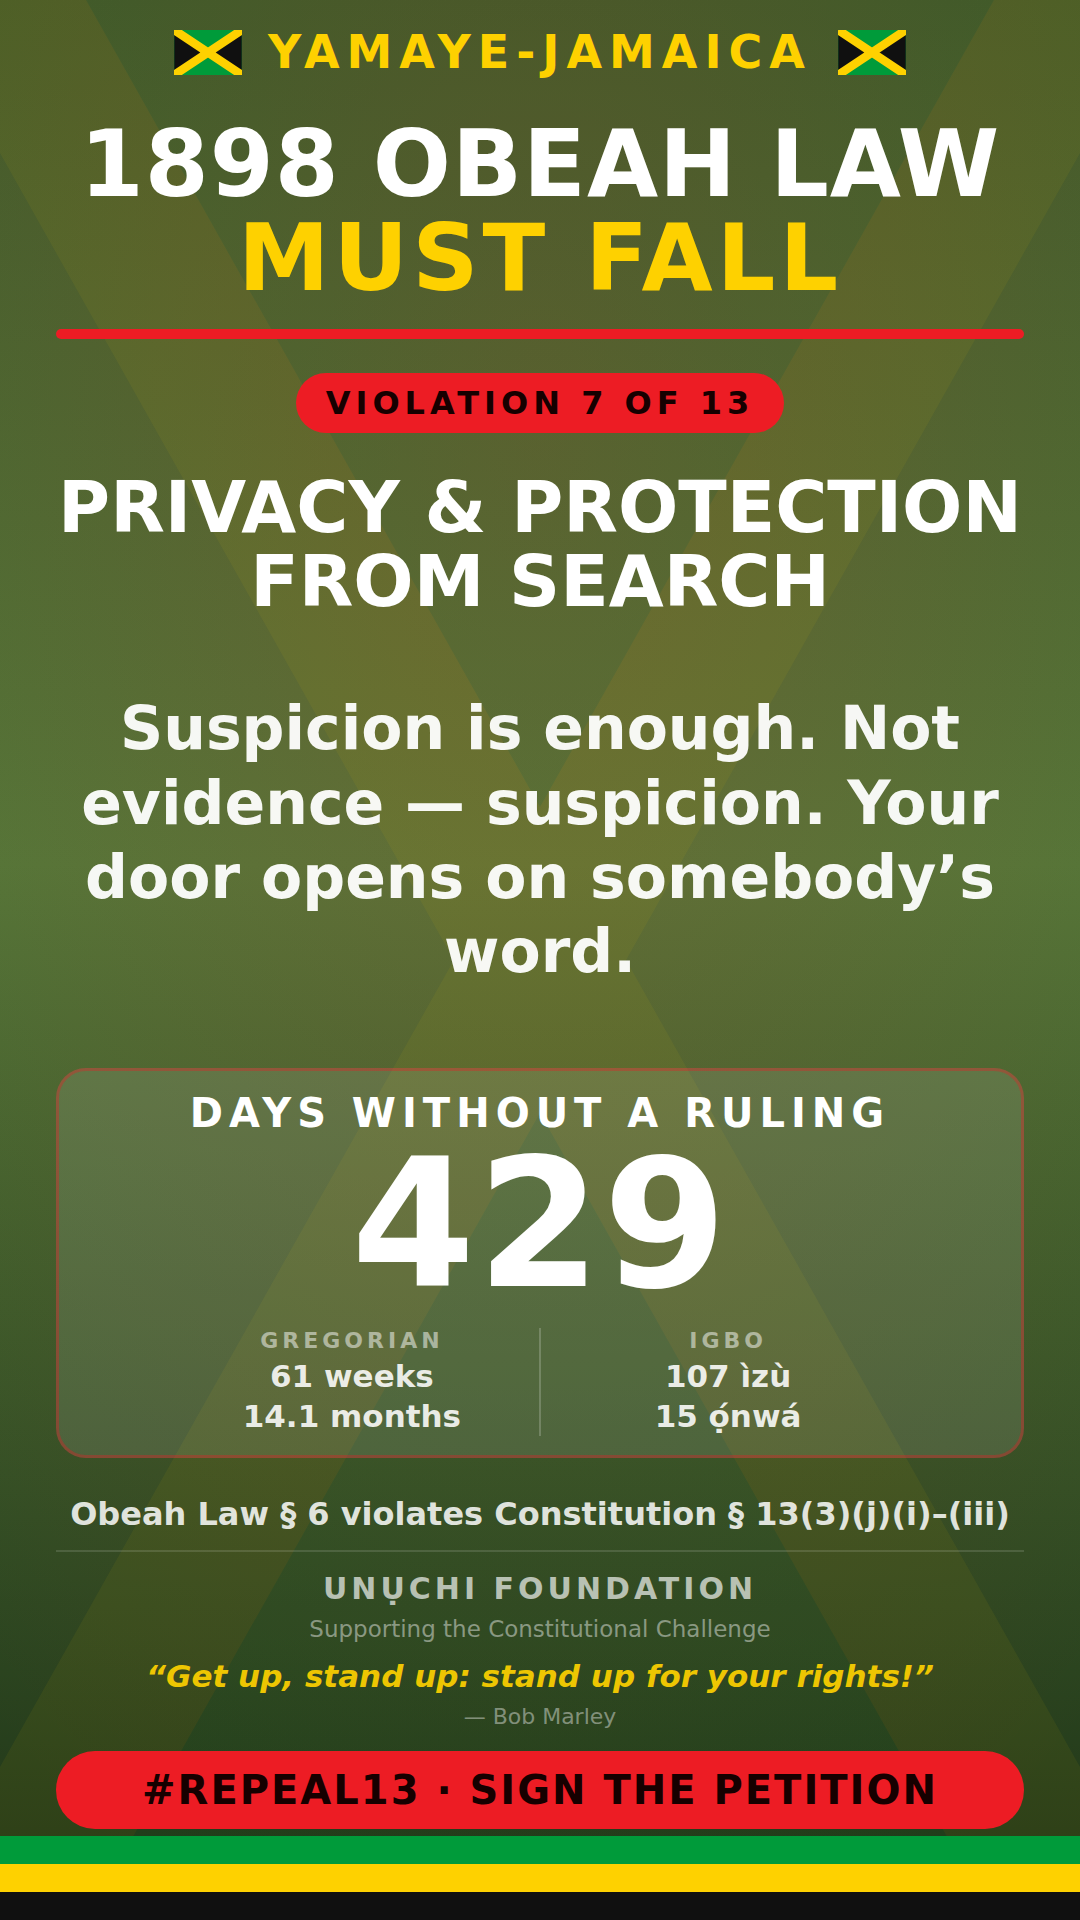 YAMAYE-JAMAICA
1898 OBEAH LAW
MUST FALL
VIOLATION 7 OF 13
PRIVACY & PROTECTION
FROM SEARCH
Suspicion is enough. Not
evidence — suspicion. Your
door opens on somebody’s
word.
DAYS WITHOUT A RULING
429
GREGORIAN
61 weeks
14.1 months
IGBO
107 ìzù
15 ọ́nwá
Obeah Law § 6 violates Constitution § 13(3)(j)(i)–(iii)
UNỤCHI FOUNDATION
Supporting the Constitutional Challenge
“Get up, stand up: stand up for your rights!”
— Bob Marley
#REPEAL13 · SIGN THE PETITION